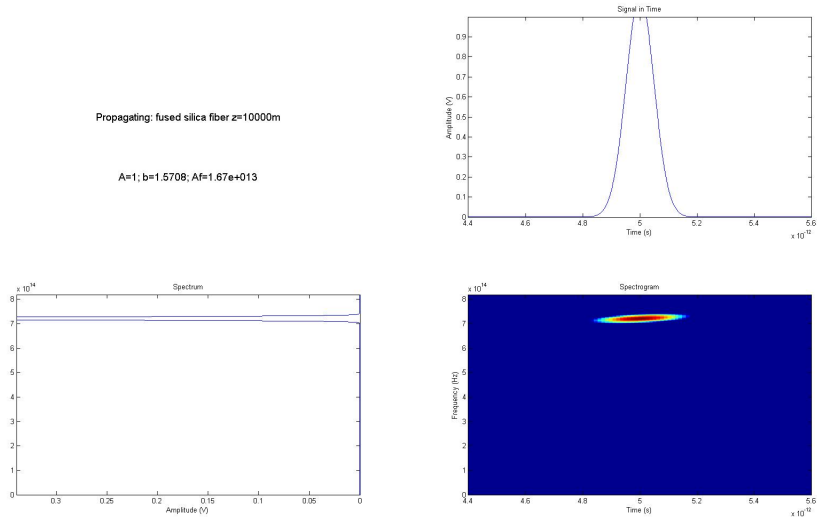 Signal in Time
Propagating: fused silica fiber z=10000m
A=1; b=1.5708; Af=1.67e+013
Amplitude (V)
0.9
0.8
0.7
0.6
0.5
0.4
0.3
0.2
0.1
0
4.4 4.6 4.8 5 5.2 5.4 5.6
Time (s)
x 10^-12
Spectrum
x 10^14
8
7
6
5
4
3
2
1
0
0.3 0.25 0.2 0.15 0.1 0.05 0
Amplitude (V)
Spectrogram
x 10^14
Frequency (Hz)
8
7
6
5
4
3
2
1
0
4.4 4.6 4.8 5 5.2 5.4 5.6
Time (s)
x 10^-12